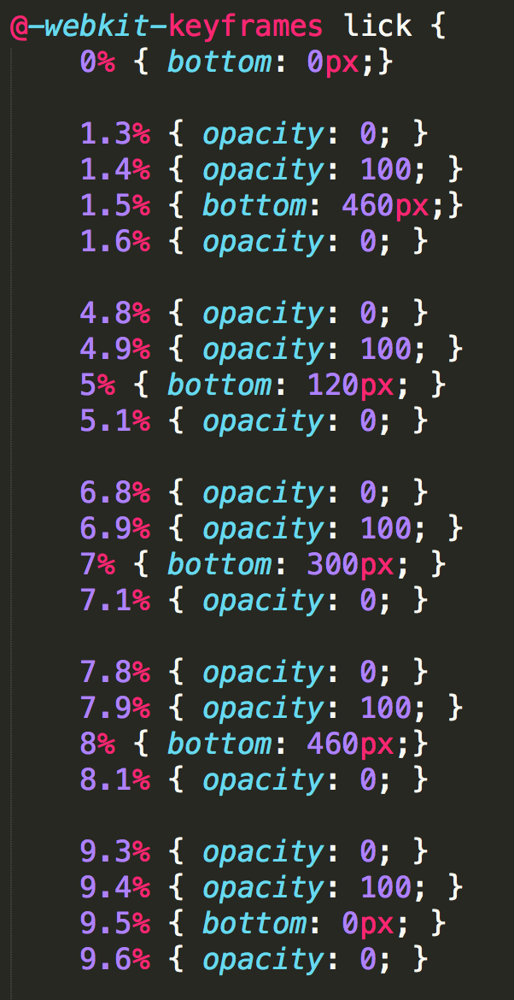 @-webkit-keyframes lick {
0% { bottom: 0px;}
1.3% { opacity: 0; }
1.4% { opacity: 100; }
1.5% { bottom: 460px;}
1.6% { opacity: 0; }
4.8% { opacity: 0; }
4.9% { opacity: 100; }
5% { bottom: 120px; }
5.1% { opacity: 0; }
6.8% { opacity: 0; }
6.9% { opacity: 100; }
7% { bottom: 300px; }
7.1% { opacity: 0; }
7.8% { opacity: 0; }
7.9% { opacity: 100; }
8% { bottom: 460px;}
8.1% { opacity: 0; }
9.3% { opacity: 0; }
9.4% { opacity: 100; }
9.5% { bottom: 0px; }
9.6% { opacity: 0; }